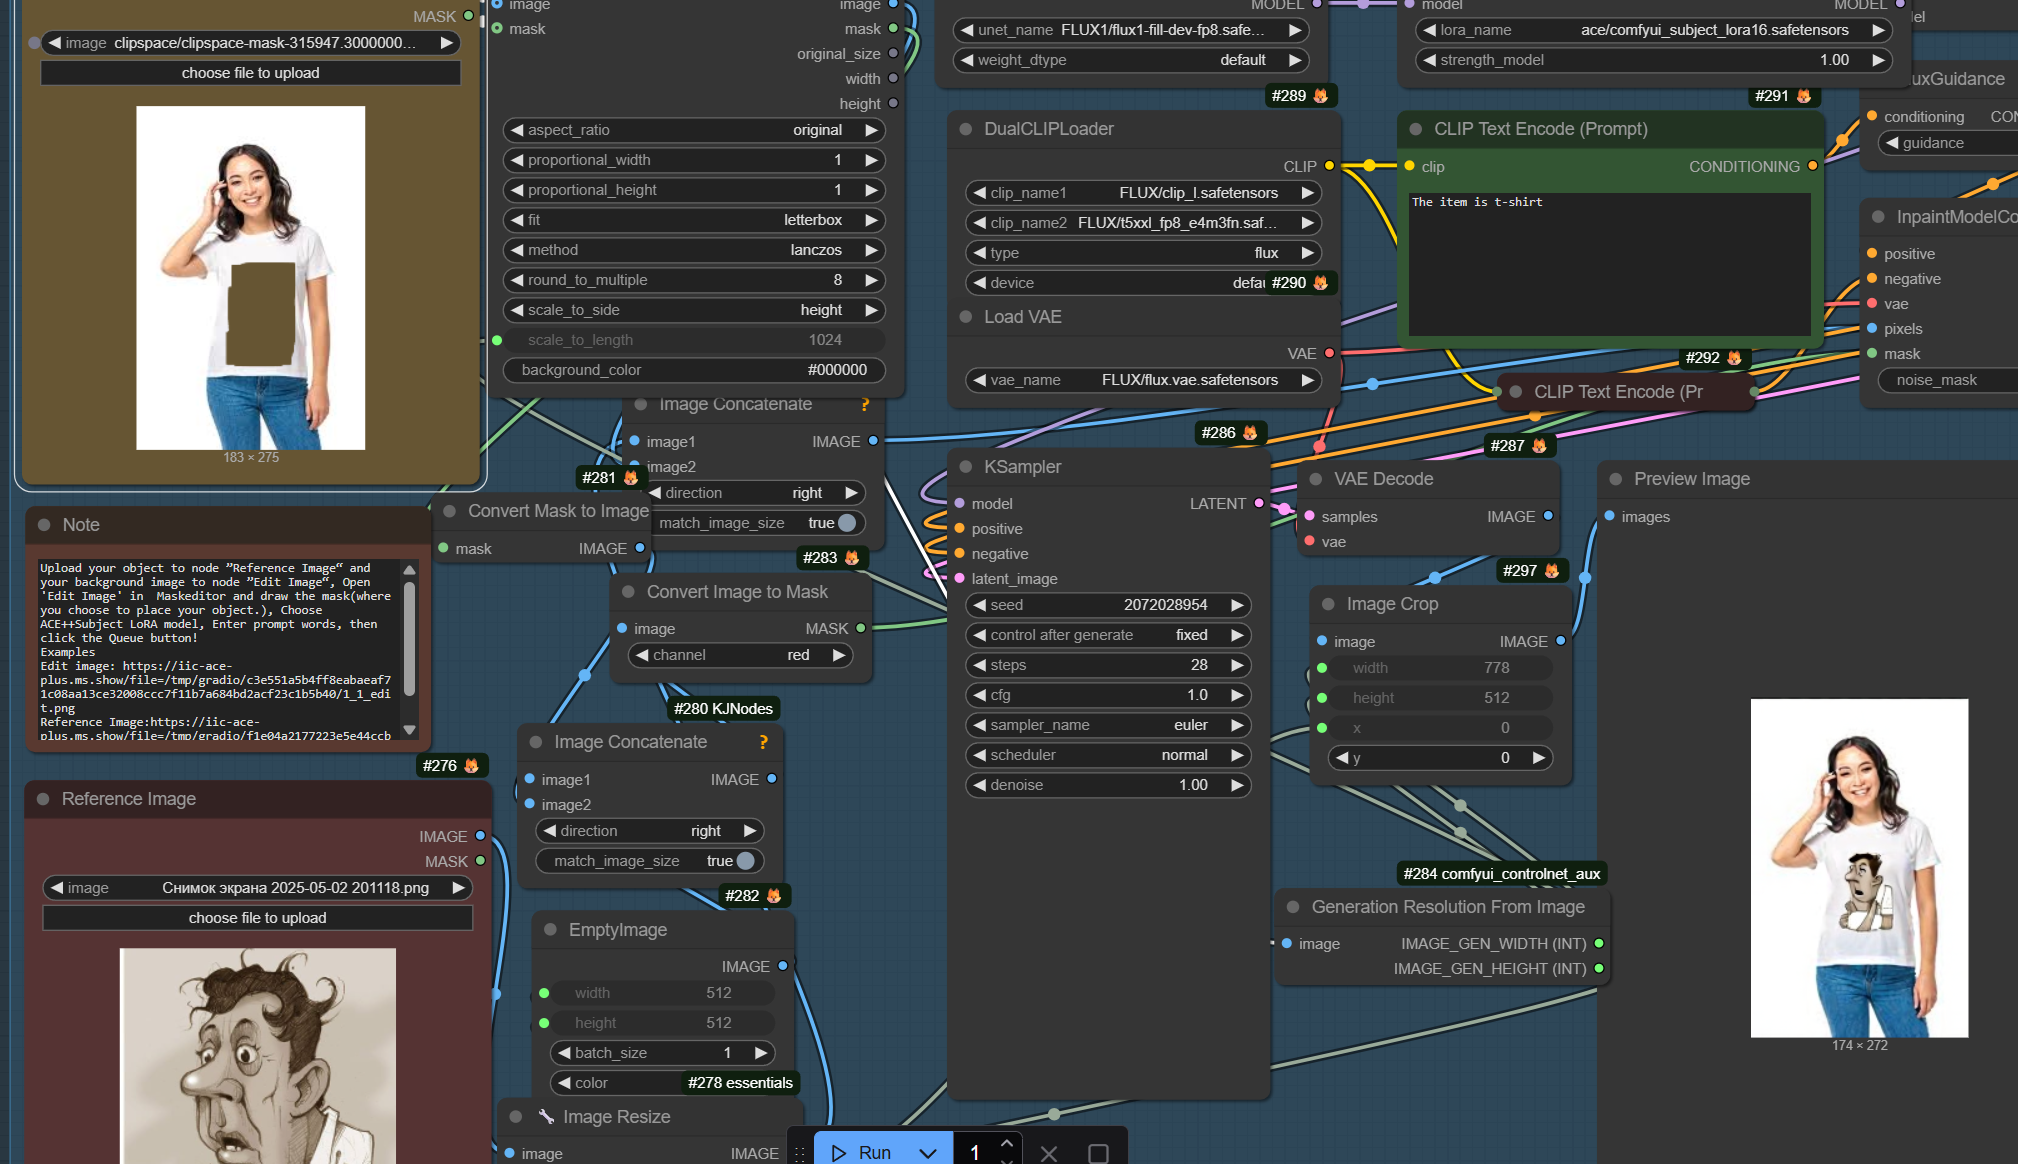 MASK
image clipspace/clipspace-mask-315947.3000000...
choose file to upload
183 × 275
image image
mask mask
original_size
width
height
aspect_ratio original
proportional_width 1
proportional_height 1
fit letterbox
method lanczos
round_to_multiple 8
scale_to_side height
scale_to_length 1024
background_color #000000
MODEL
unet_name FLUX1/flux1-fill-dev-fp8.safe...
weight_dtype default
#289
DualCLIPLoader
CLIP
clip_name1 FLUX/clip_l.safetensors
clip_name2 FLUX/t5xxl_fp8_e4m3fn.saf...
type flux
device defau
#290
Load VAE
VAE
vae_name FLUX/flux.vae.safetensors
model MODEL
lora_name ace/comfyui_subject_lora16.safetensors
strength_model 1.00
#291
CLIP Text Encode (Prompt)
clip CONDITIONING
The item is t-shirt
#292
CLIP Text Encode (Pr
del
uxGuidance
conditioning CON
guidance
InpaintModelCo
positive
negative
vae
pixels
mask
noise_mask
Image Concatenate ?
image1 IMAGE
image2
direction right
match_image_size true
#281
Convert Mask to Image
mask IMAGE
#283
Convert Image to Mask
image MASK
channel red
#280 KJNodes
Image Concatenate ?
image1 IMAGE
image2
direction right
match_image_size true
#282
EmptyImage
IMAGE
width 512
height 512
batch_size 1
color
#278 essentials
Image Resize
image IMAGE
Note
Upload your object to node ”Reference Image“ and
your background image to node ”Edit Image“, Open
'Edit Image' in  Maskeditor and draw the mask(where
you choose to place your object.), Choose
ACE++Subject LoRA model, Enter prompt words, then
click the Queue button!
Examples
Edit image: https://iic-ace-
plus.ms.show/file=/tmp/gradio/c3e551a5b4ff8eabaeaf7
1c08aa13ce32008ccc7f11b7a684bd2acf23c1b5b40/1_1_edi
t.png
Reference Image:https://iic-ace-
plus.ms.show/file=/tmp/gradio/f1e04a2177223e5e44ccb
#276
Reference Image
IMAGE
MASK
image Снимок экрана 2025-05-02 201118.png
choose file to upload
#286
KSampler
model LATENT
positive
negative
latent_image
seed 2072028954
control after generate fixed
steps 28
cfg 1.0
sampler_name euler
scheduler normal
denoise 1.00
#287
VAE Decode
samples IMAGE
vae
#297
Image Crop
image IMAGE
width 778
height 512
x 0
y 0
#284 comfyui_controlnet_aux
Generation Resolution From Image
image IMAGE_GEN_WIDTH (INT)
IMAGE_GEN_HEIGHT (INT)
Preview Image
images
174 × 272
Run 1